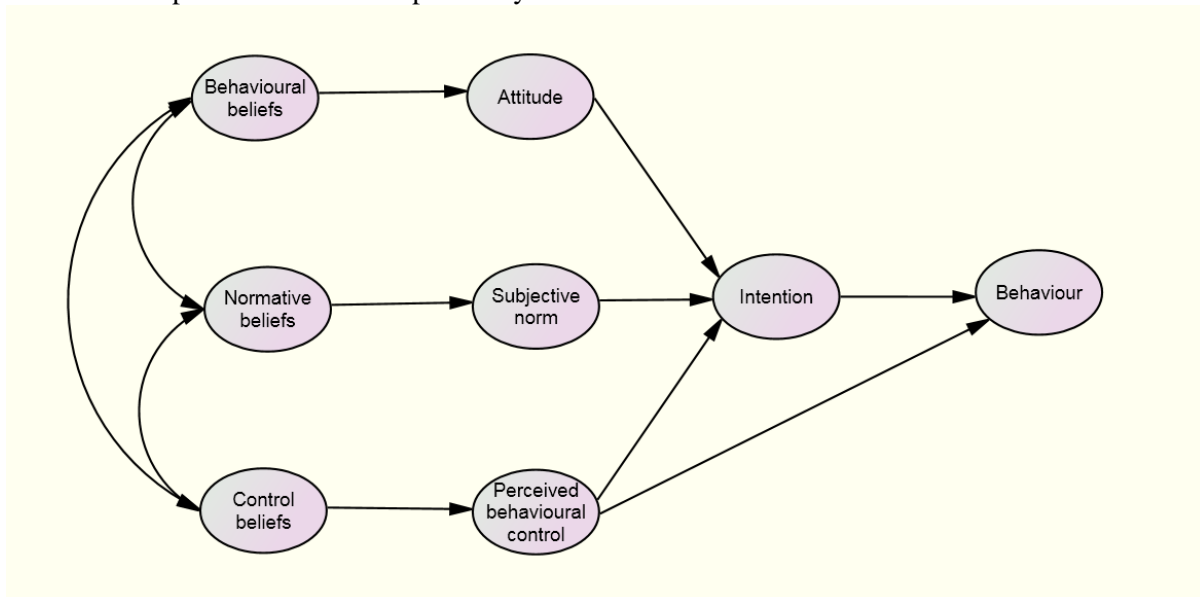 Behavioural
beliefs
Attitude
Normative
beliefs
Subjective
norm
Intention
Behaviour
Control
beliefs
Perceived
behavioural
control